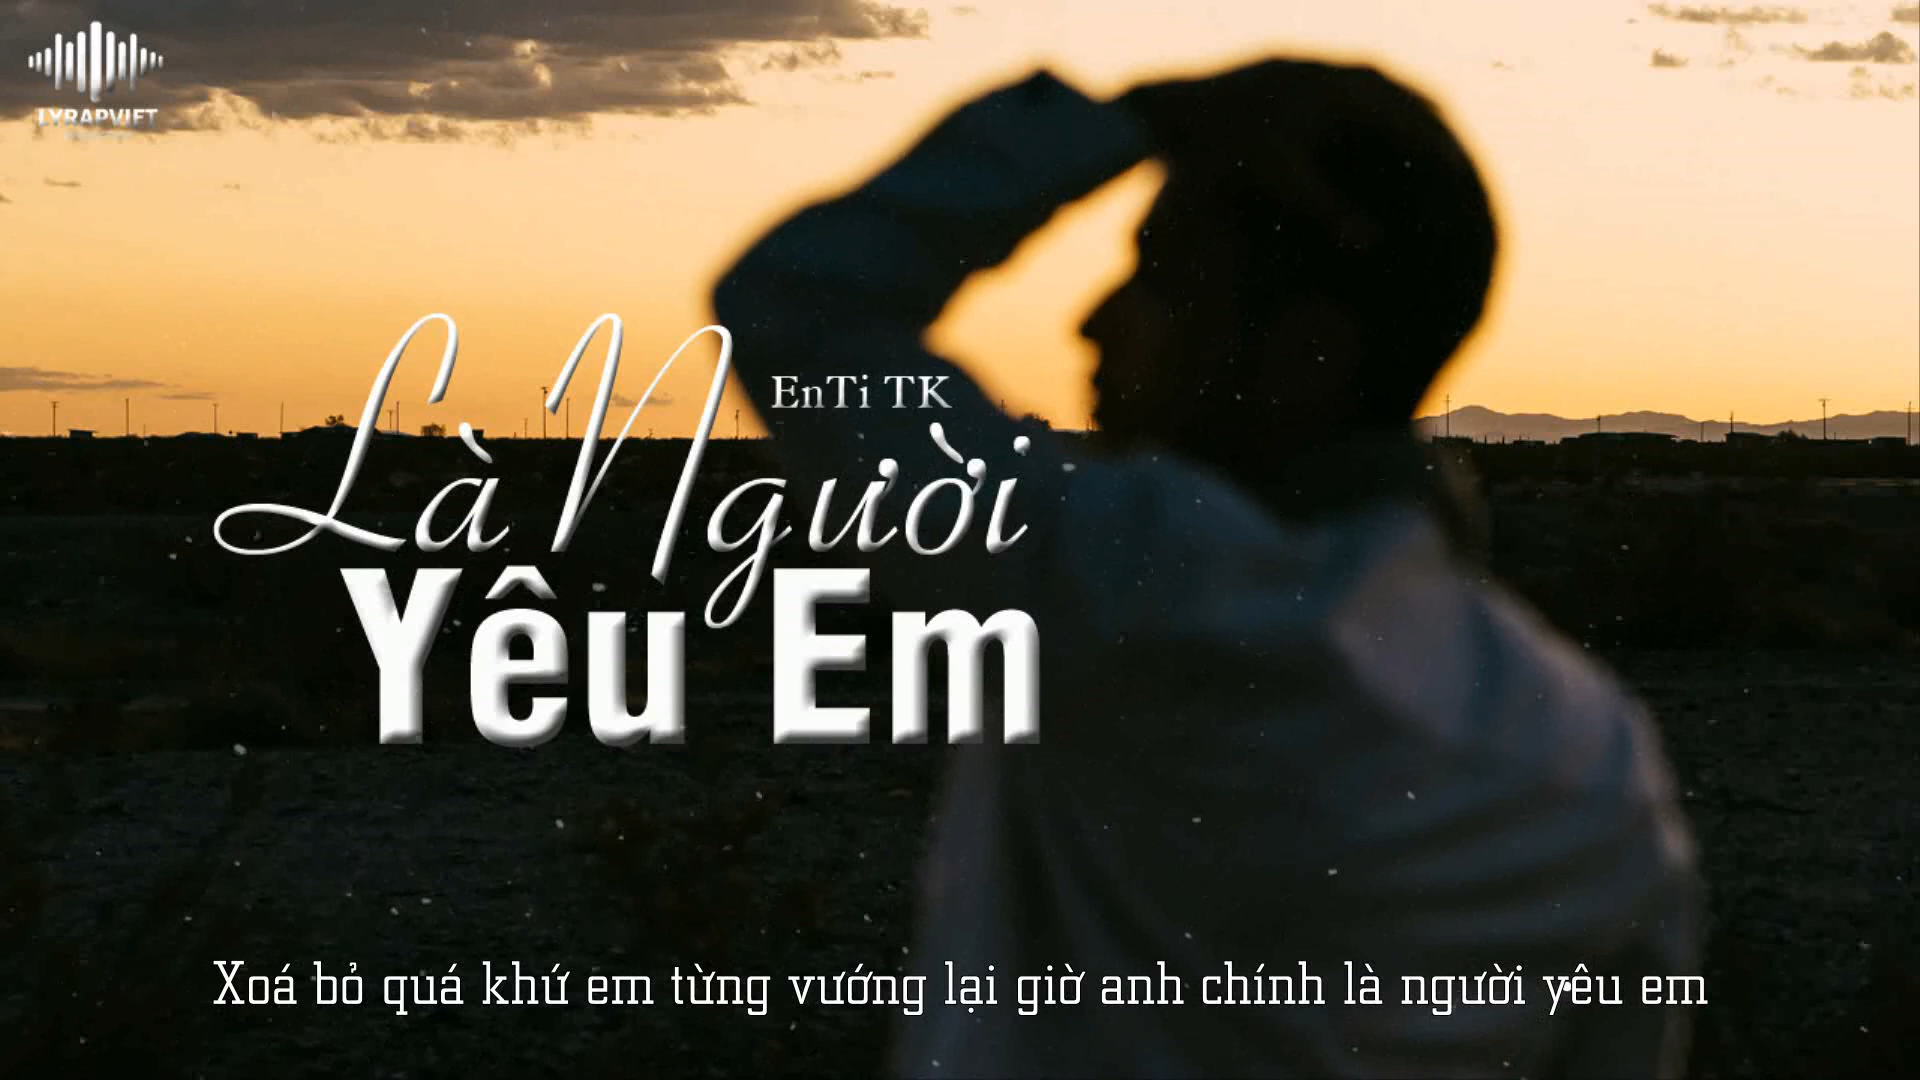 LYRAPVIET
EnTi TK
Là Người
Yêu Em
Xoá bỏ quá khứ em từng vướng lại giờ anh chính là người yêu em